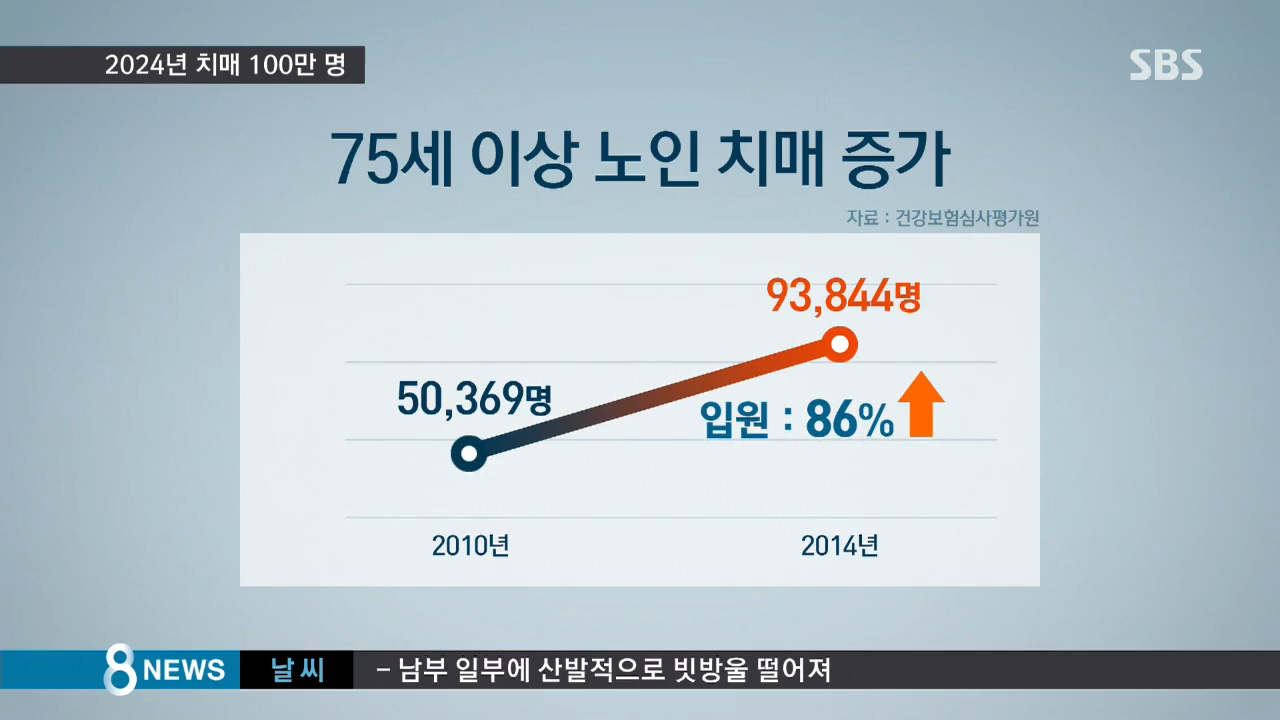 2024년 치매 100만 명
SBS
75세 이상 노인 치매 증가
자료 : 건강보험심사평가원
93,844명
50,369명
입원 : 86%
2010년
2014년
8 NEWS
날씨
- 남부 일부에 산발적으로 빗방울 떨어져